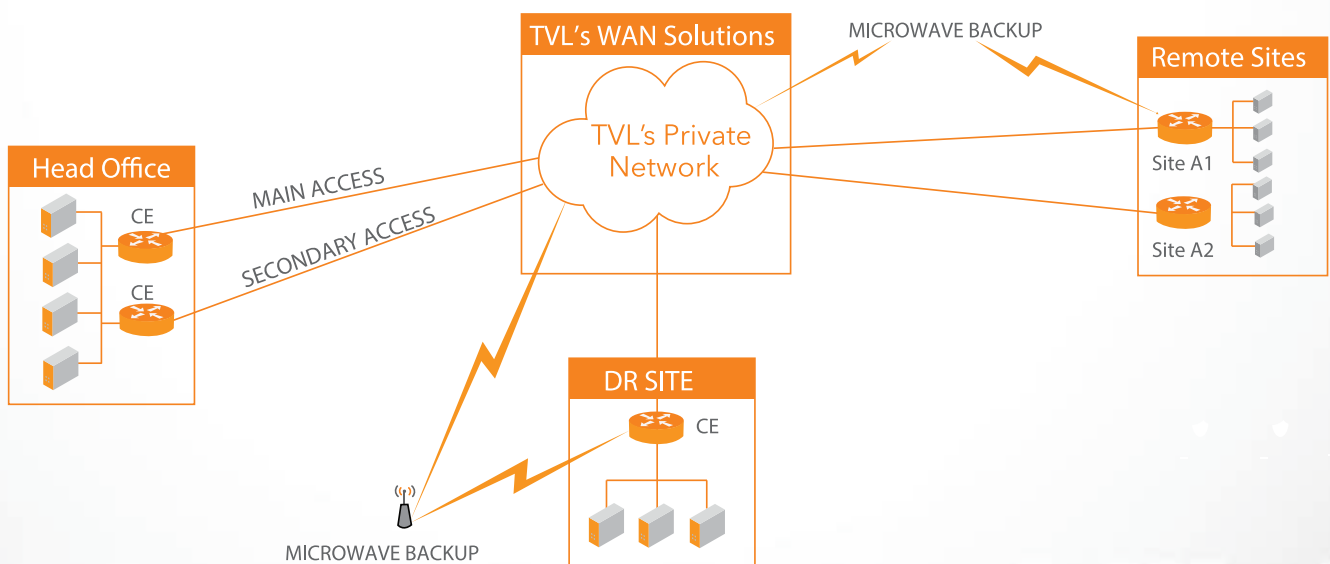 TVL's WAN Solutions
MICROWAVE BACKUP
Remote Sites
TVL's Private
Network
Site A1
Site A2
Head Office
MAIN ACCESS
SECONDARY ACCESS
CE
CE
DR SITE
CE
MICROWAVE BACKUP